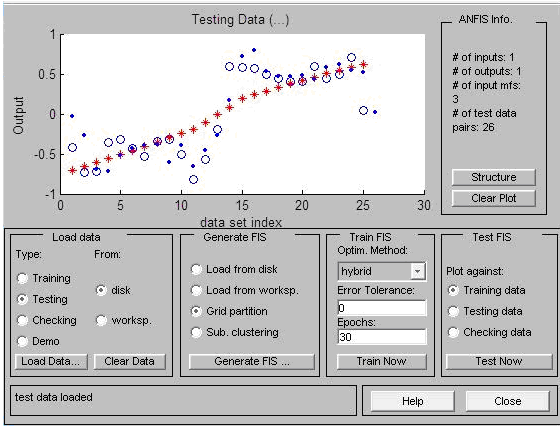 Testing Data (...)
ANFIS Info.
1
0.5
0
-0.5
-1
Output
0 5 10 15 20 25 30
data set index
# of inputs: 1
# of outputs: 1
# of input mfs:
3
# of test data
pairs: 26
Structure
Clear Plot
Load data
Type: From:
Training
Testing
Checking
Demo
disk
worksp.
Load Data... Clear Data
Generate FIS
Load from disk
Load from worksp.
Grid partition
Sub. clustering
Generate FIS ...
Train FIS
Optim. Method:
hybrid
Error Tolerance:
0
Epochs:
30
Train Now
Test FIS
Plot against:
Training data
Testing data
Checking data
Test Now
test data loaded
Help Close